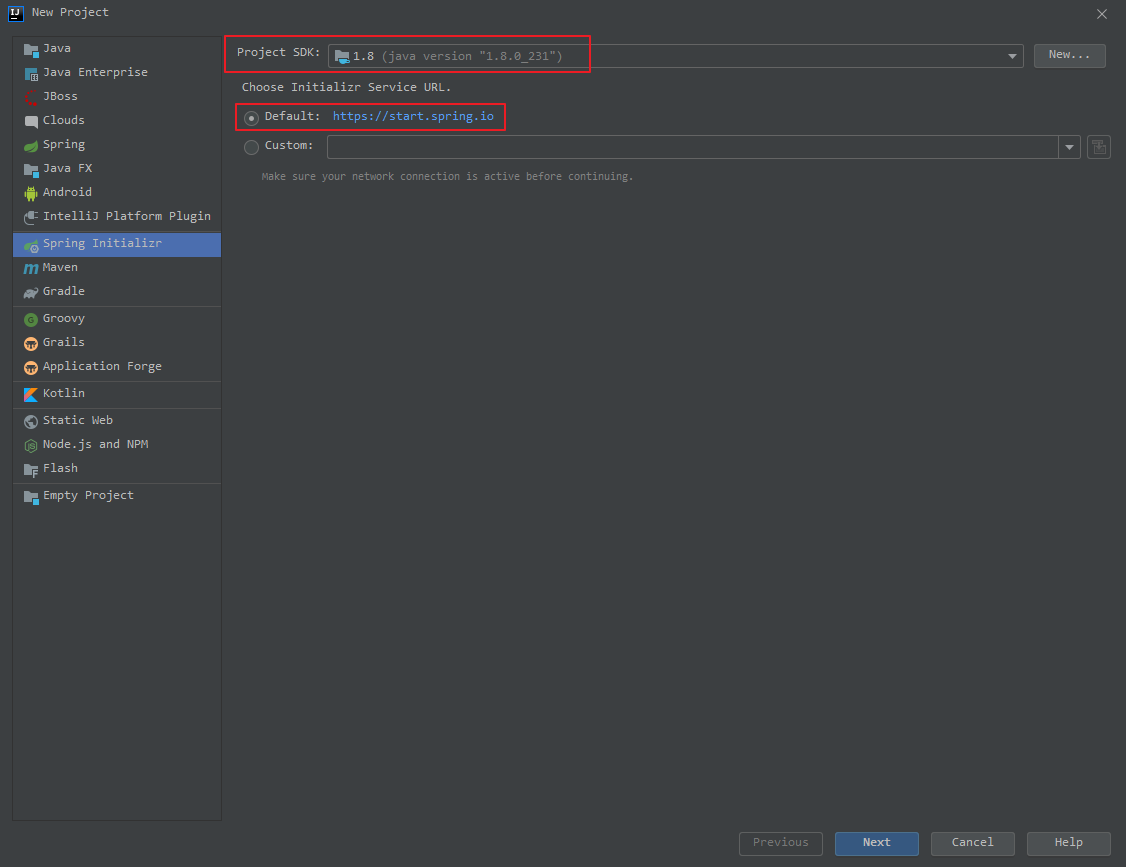 New Project
Java
Java Enterprise
JBoss
Clouds
Spring
Java FX
Android
IntelliJ Platform Plugin
Spring Initializr
Maven
Gradle
Groovy
Grails
Application Forge
Kotlin
Static Web
Node.js and NPM
Flash
Empty Project
Project SDK: 1.8 (java version "1.8.0_231") New...
Choose Initializr Service URL.
Default: https://start.spring.io
Custom:
Make sure your network connection is active before continuing.
Previous Next Cancel Help